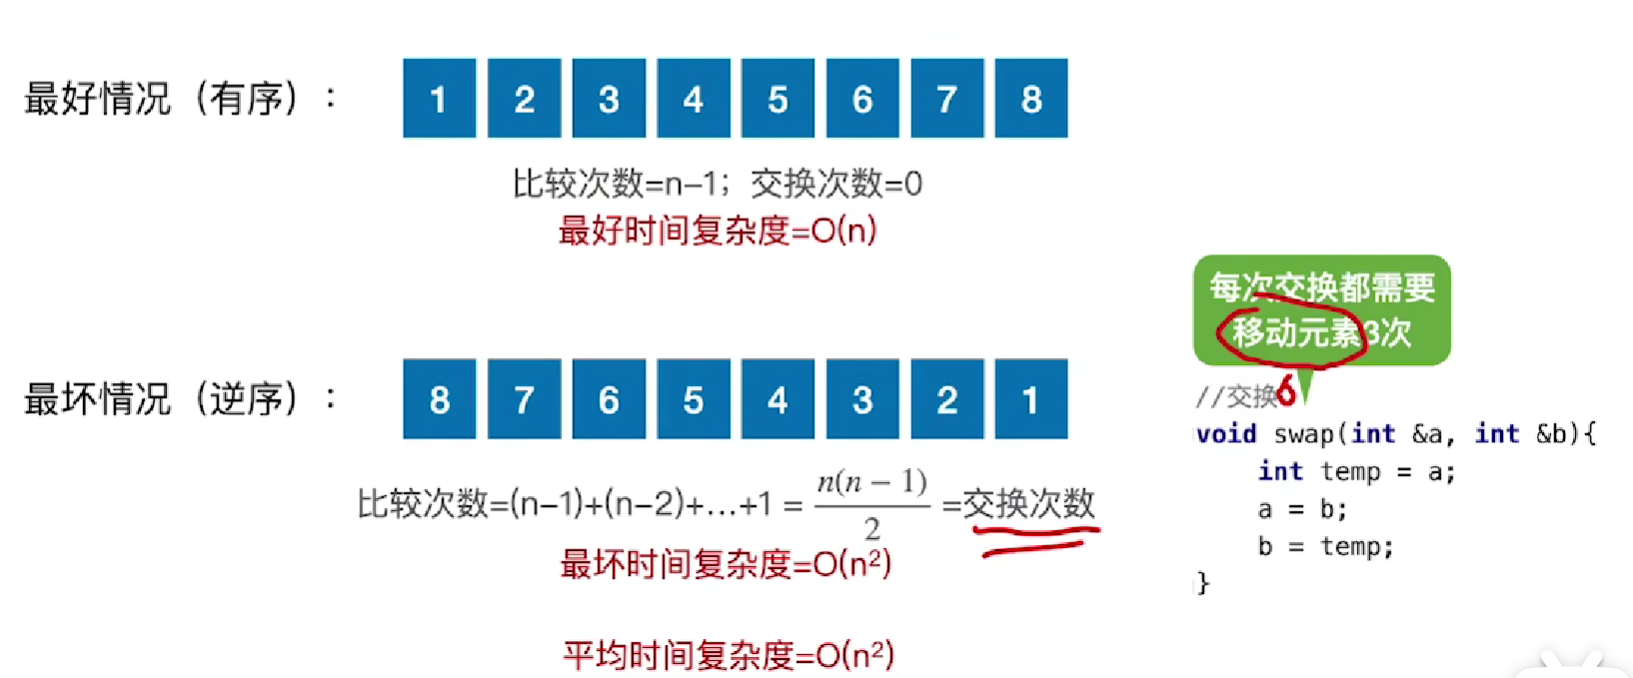 最好情况（有序）：
1 2 3 4 5 6 7 8
比较次数=n–1；交换次数=0
最好时间复杂度=O(n)
最坏情况（逆序）：
8 7 6 5 4 3 2 1
比较次数=(n–1)+(n–2)+…+1 = n(n − 1)/2 =交换次数
最坏时间复杂度=O(n²)
平均时间复杂度=O(n²)
每次交换都需要
移动元素3次
//交换
void swap(int &a, int &b){
    int temp = a;
    a = b;
    b = temp;
}